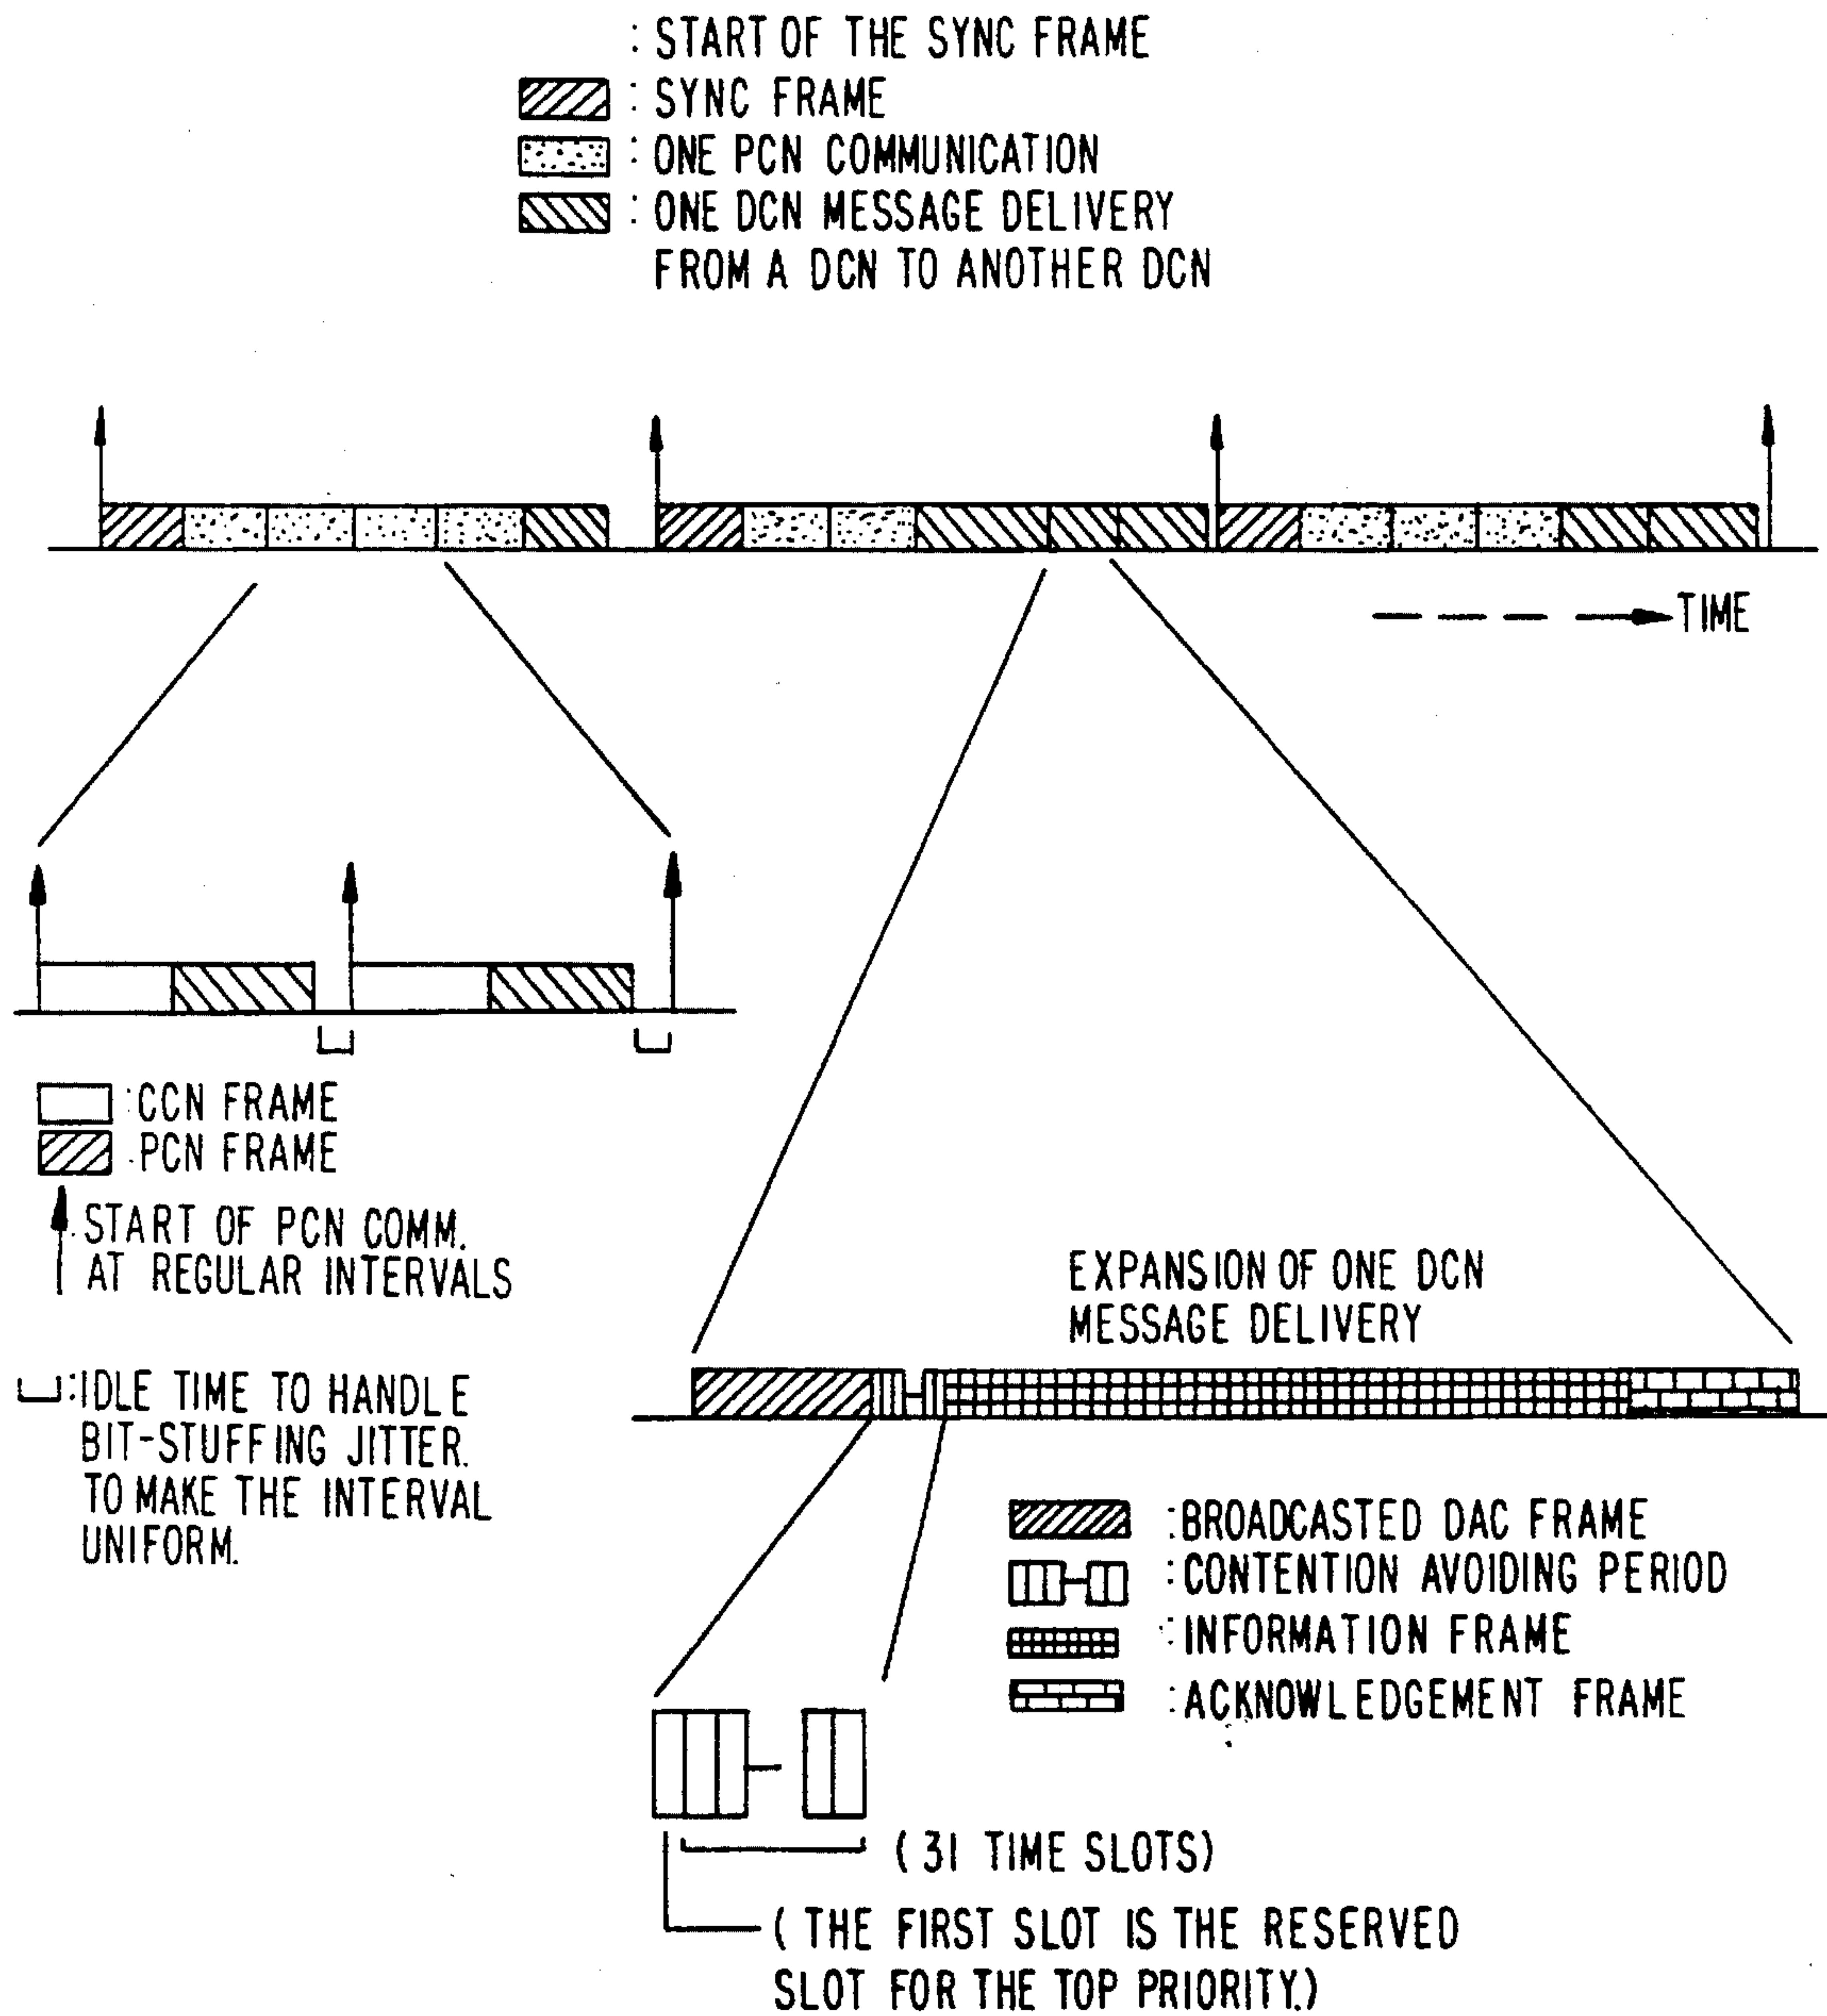 : START OF THE SYNC FRAME
: SYNC FRAME
: ONE PCN COMMUNICATION
: ONE DCN MESSAGE DELIVERY
FROM A DCN TO ANOTHER DCN
TIME
: CCN FRAME
: PCN FRAME
: START OF PCN COMM.
AT REGULAR INTERVALS
: IDLE TIME TO HANDLE
BIT-STUFFING JITTER.
TO MAKE THE INTERVAL
UNIFORM.
EXPANSION OF ONE DCN
MESSAGE DELIVERY
: BROADCASTED DAC FRAME
: CONTENTION AVOIDING PERIOD
: INFORMATION FRAME
: ACKNOWLEDGEMENT FRAME
(31 TIME SLOTS)
(THE FIRST SLOT IS THE RESERVED
SLOT FOR THE TOP PRIORITY.)